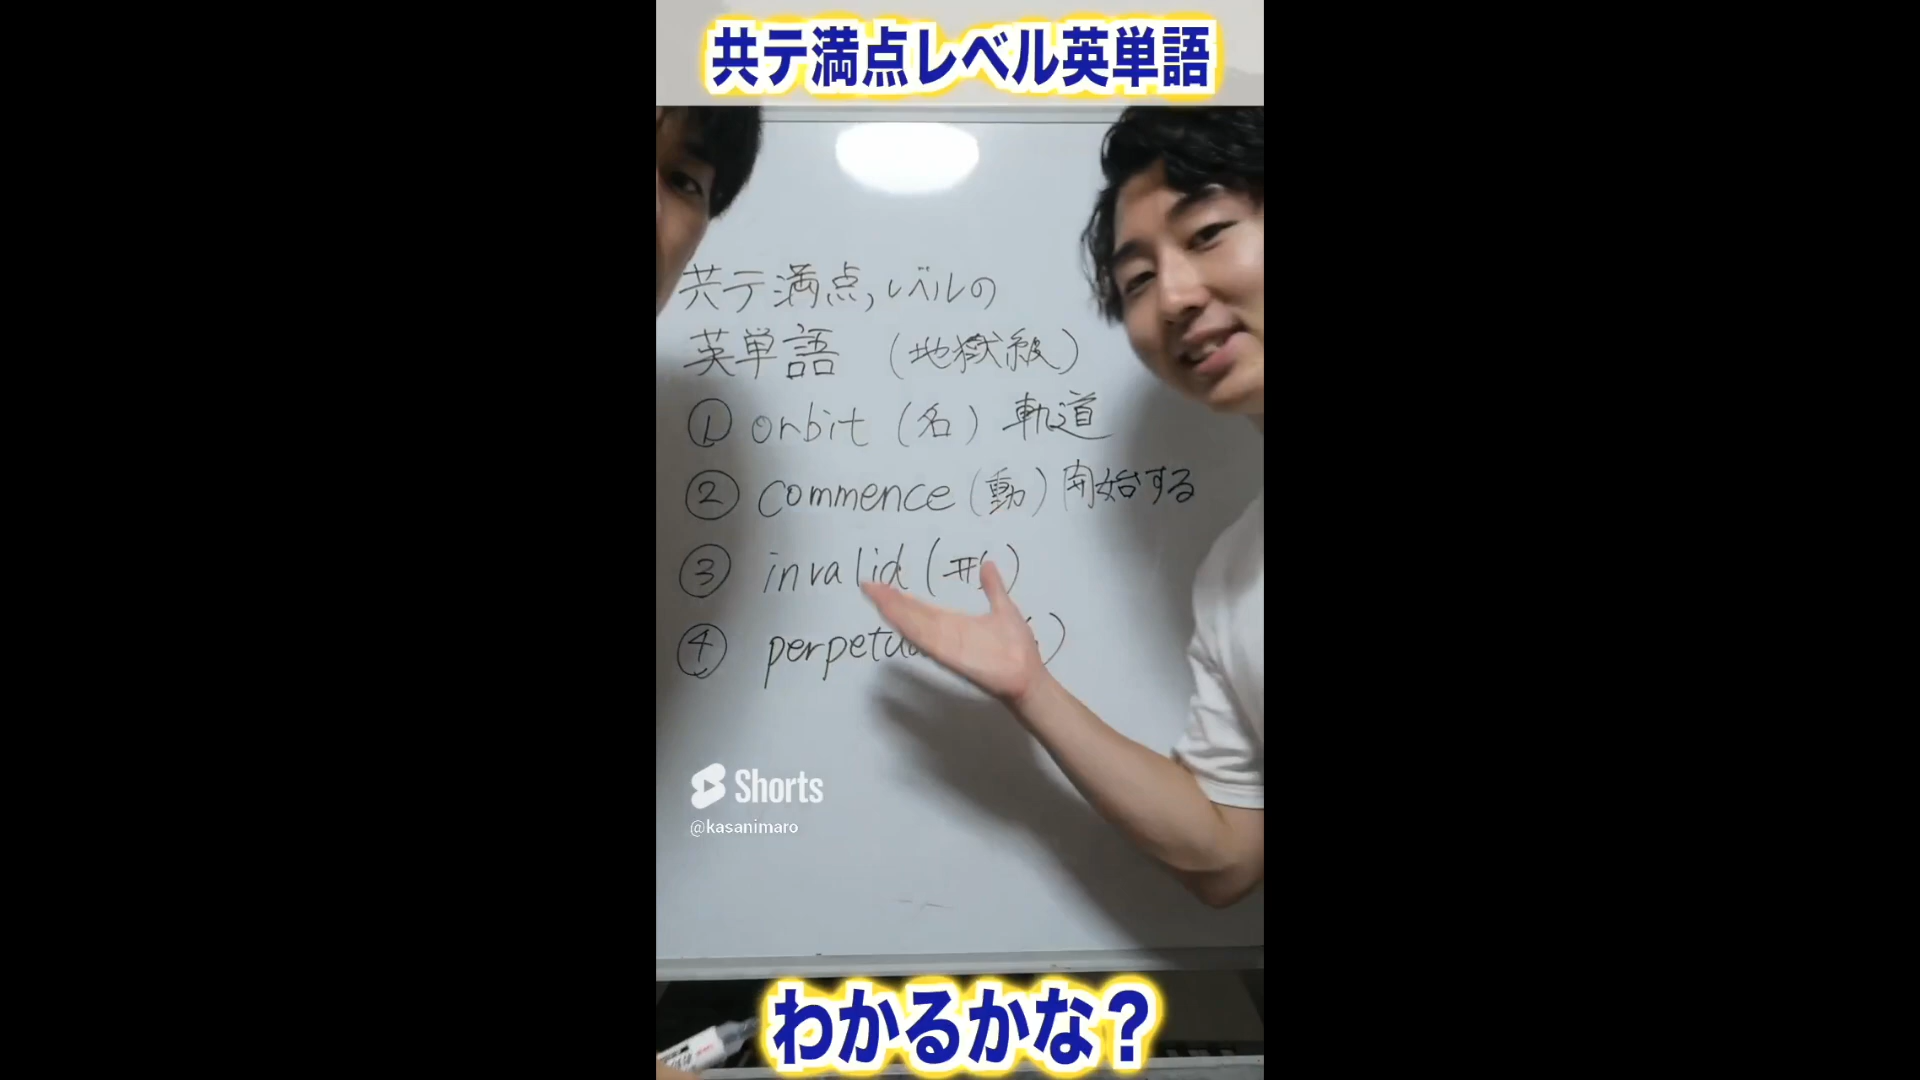 共テ満点レベル英単語
共テ満点レベルの
英単語 (地獄級)
① orbit (名) 軌道
② commence (動) 開始する
③ invalid (形)
④
Shorts
@kasanimaro
わかるかな?